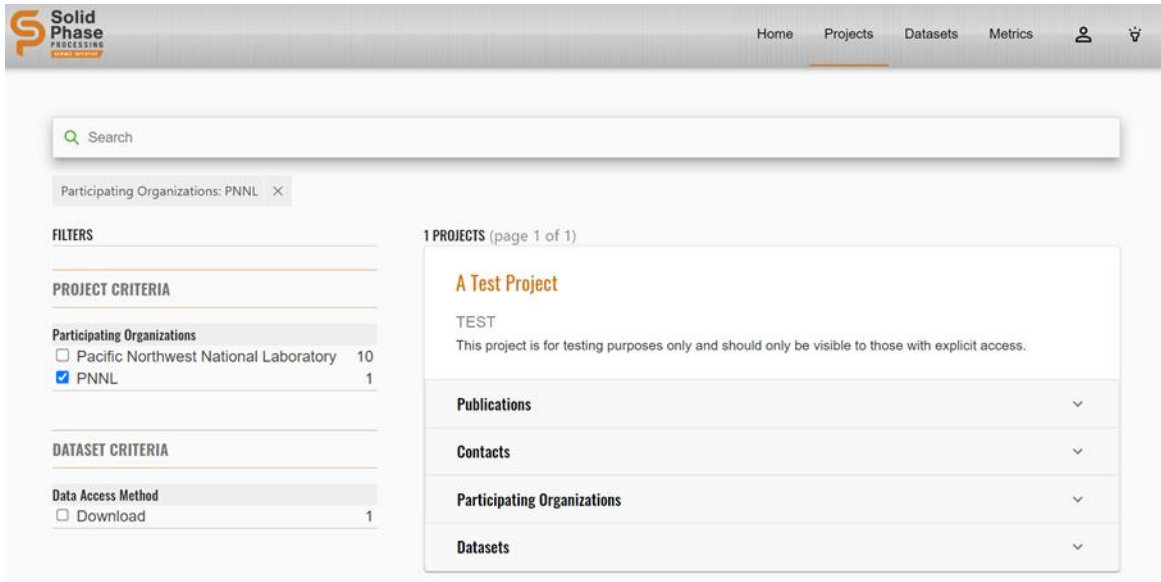 Solid
Phase
PROCESSING
SCIENCE INITIATIVE
Home Projects Datasets Metrics
Search
Participating Organizations: PNNL ×
FILTERS
PROJECT CRITERIA
Participating Organizations
Pacific Northwest National Laboratory 10
PNNL 1
DATASET CRITERIA
Data Access Method
Download 1
1 PROJECTS (page 1 of 1)
A Test Project
TEST
This project is for testing purposes only and should only be visible to those with explicit access.
Publications
Contacts
Participating Organizations
Datasets